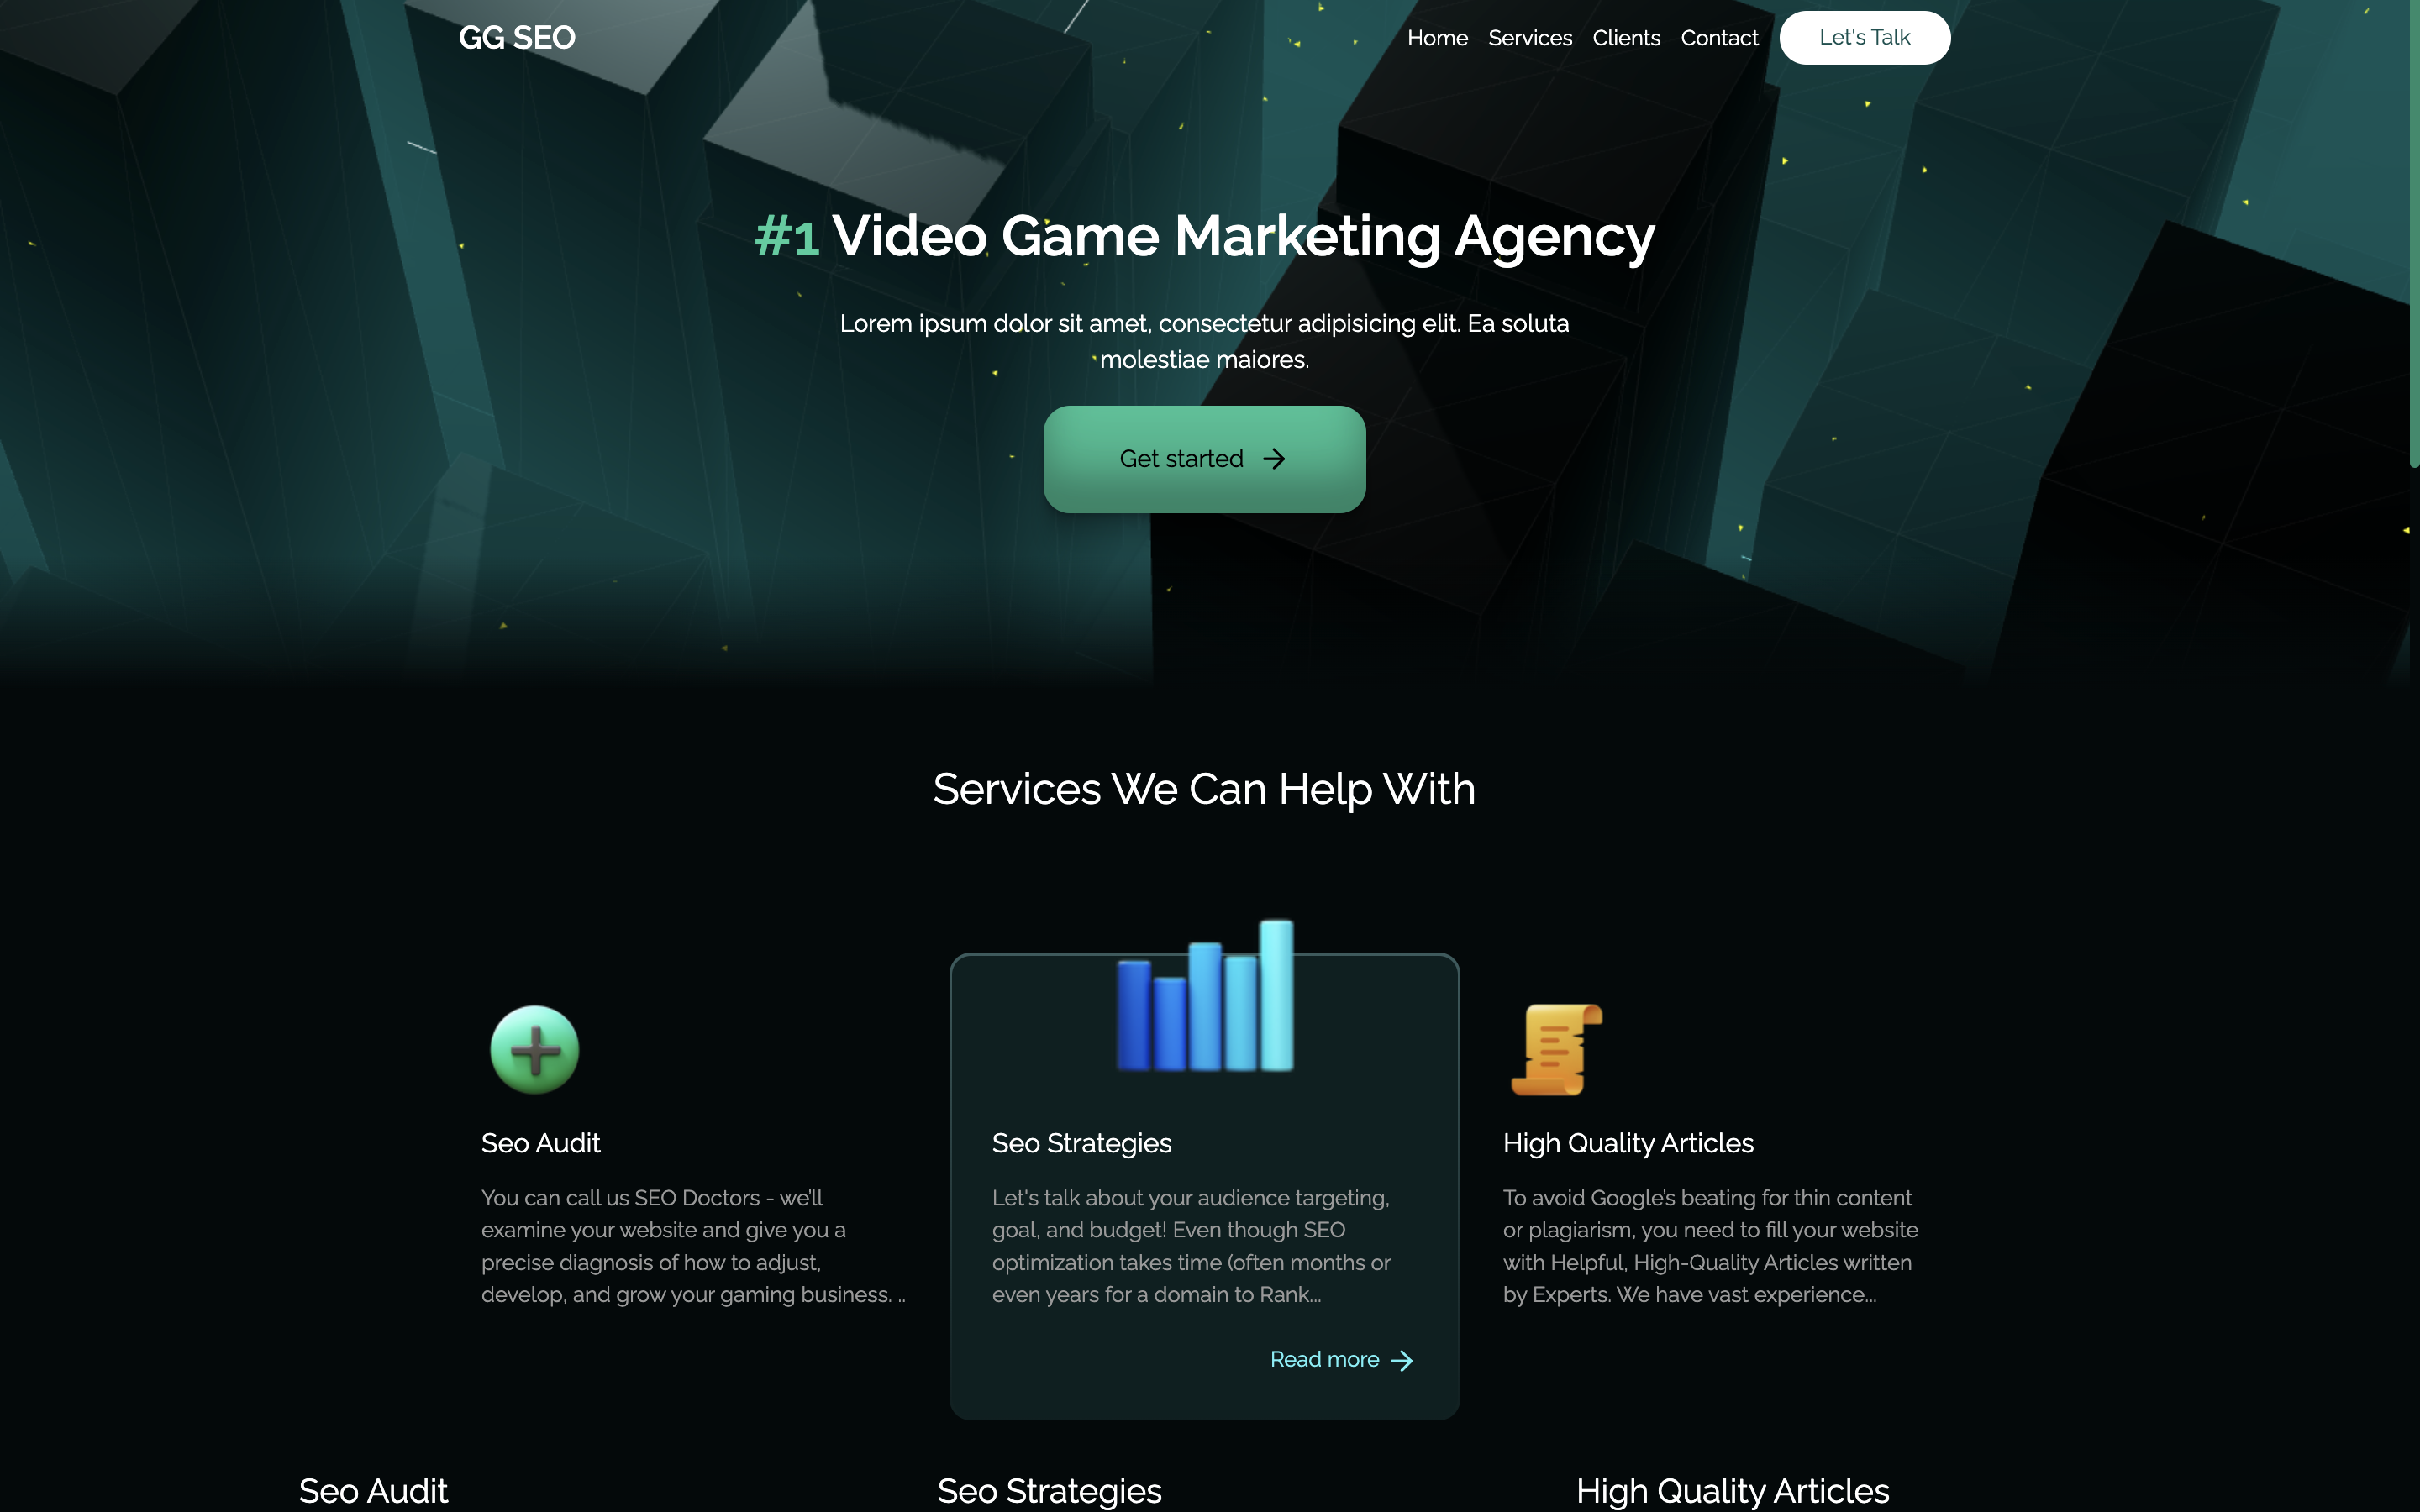 GG SEO
Home Services Clients Contact Let's Talk
#1 Video Game Marketing Agency
Lorem ipsum dolor sit amet, consectetur adipisicing elit. Ea soluta
molestiae maiores.
Get started
Services We Can Help With
Seo Audit
You can call us SEO Doctors - we'll
examine your website and give you a
precise diagnosis of how to adjust,
develop, and grow your gaming business. ..
Seo Strategies
Let's talk about your audience targeting,
goal, and budget! Even though SEO
optimization takes time (often months or
even years for a domain to Rank...
Read more
High Quality Articles
To avoid Google's beating for thin content
or plagiarism, you need to fill your website
with Helpful, High-Quality Articles written
by Experts. We have vast experience...
Seo Audit
Seo Strategies
High Quality Articles